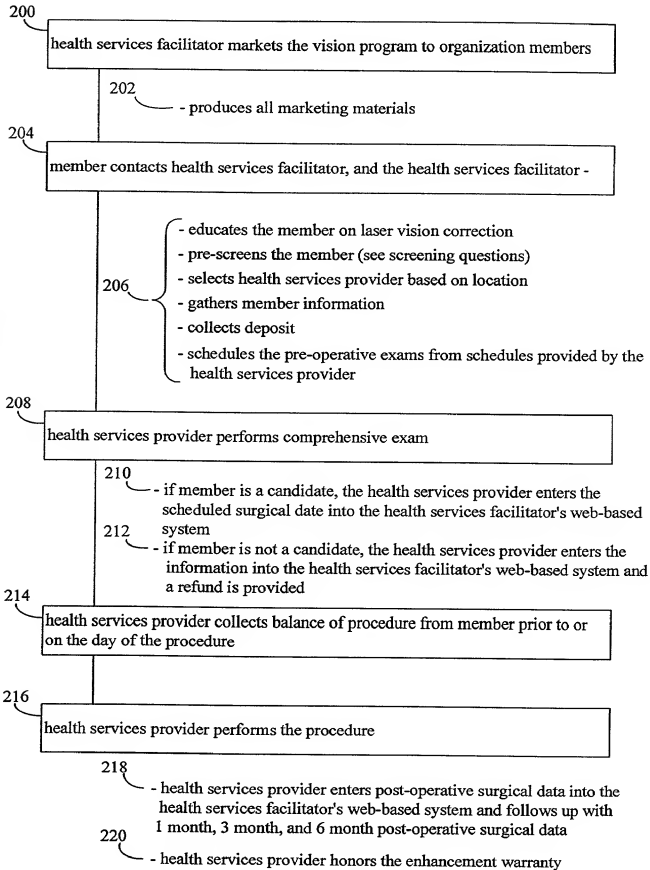 200
health services facilitator markets the vision program to organization members
202
- produces all marketing materials
204
member contacts health services facilitator, and the health services facilitator -
- educates the member on laser vision correction
- pre-screens the member (see screening questions)
206
- selects health services provider based on location
- gathers member information
- collects deposit
- schedules the pre-operative exams from schedules provided by the
health services provider
208
health services provider performs comprehensive exam
210
- if member is a candidate, the health services provider enters the
scheduled surgical date into the health services facilitator's web-based
system
212
- if member is not a candidate, the health services provider enters the
information into the health services facilitator's web-based system and
a refund is provided
214
health services provider collects balance of procedure from member prior to or
on the day of the procedure
216
health services provider performs the procedure
218
- health services provider enters post-operative surgical data into the
health services facilitator's web-based system and follows up with
1 month, 3 month, and 6 month post-operative surgical data
220
- health services provider honors the enhancement warranty